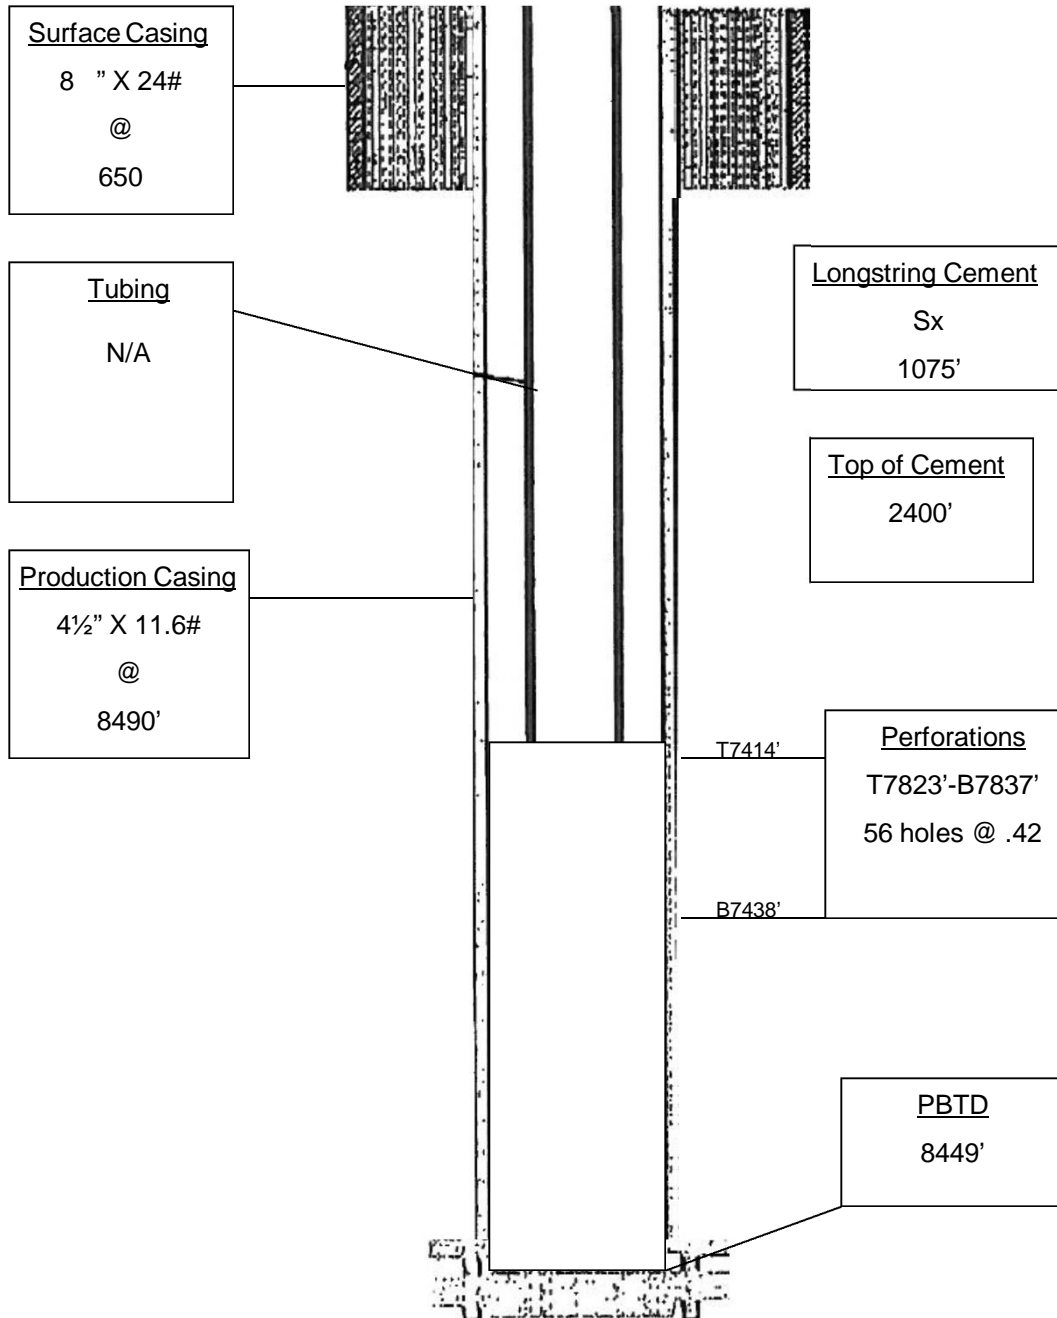 Surface Casing
8 ” X 24#
@
650
Tubing
N/A
Longstring Cement
Sx
1075’
Top of Cement
2400’
Production Casing
4½” X 11.6#
@
8490’
T7414’
Perforations
T7823’-B7837’
56 holes @ .42
B7438’
PBTD
8449’